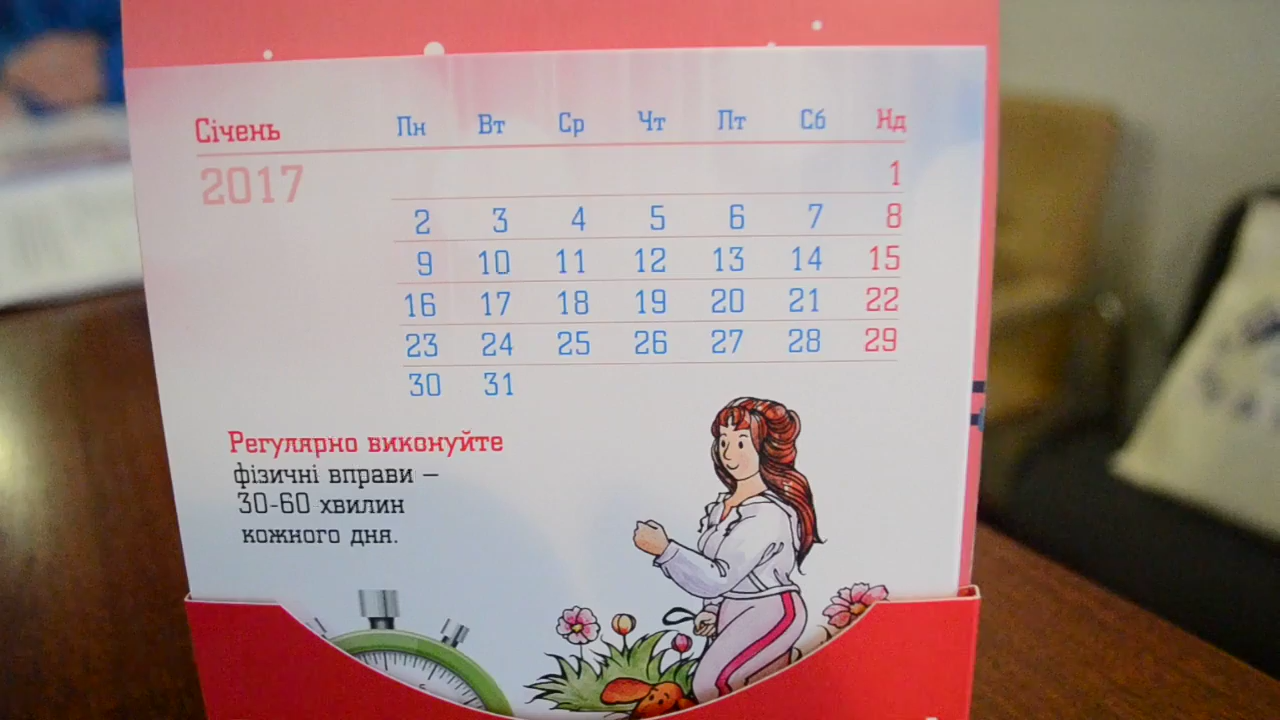 Січень Пн Вт Ср Чт Пт Сб Нд
2017 1
2 3 4 5 6 7 8
9 10 11 12 13 14 15
16 17 18 19 20 21 22
23 24 25 26 27 28 29
30 31
Регулярно виконуйте
фізичні вправи –
30-60 хвилин
кожного дня.